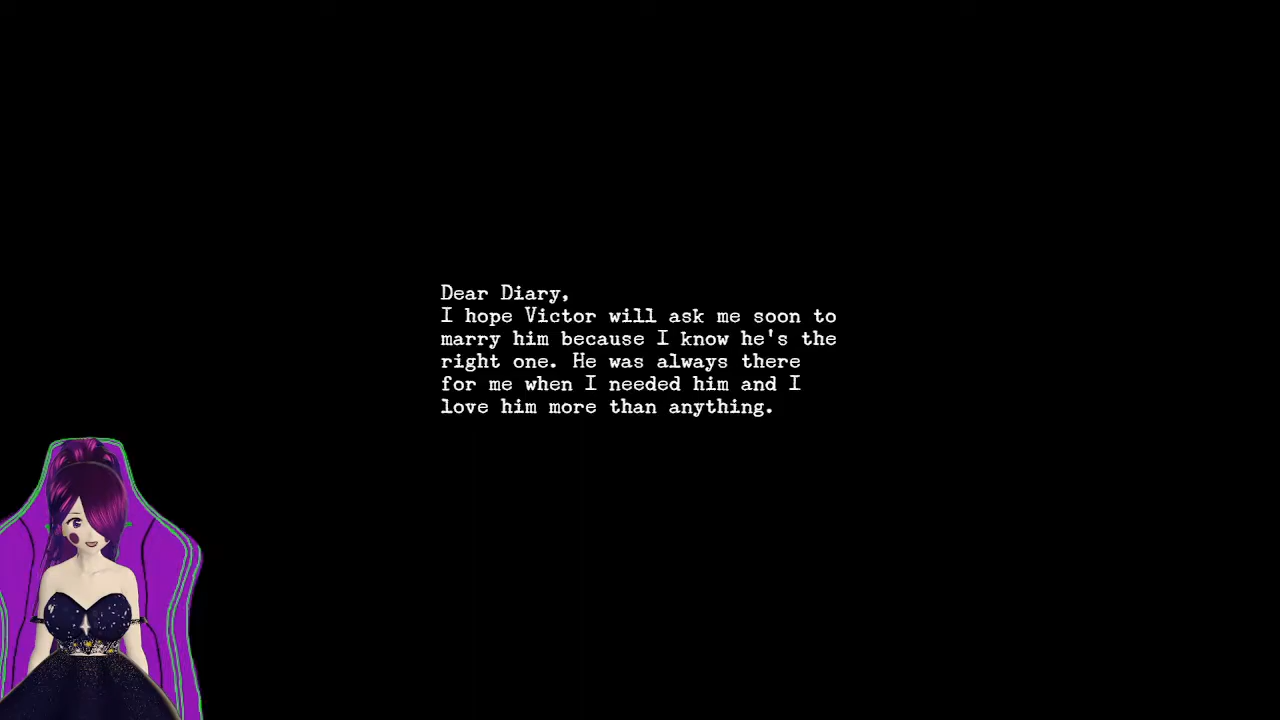 Dear Diary,
I hope Victor will ask me soon to
marry him because I know he's the
right one. He was always there
for me when I needed him and I
love him more than anything.